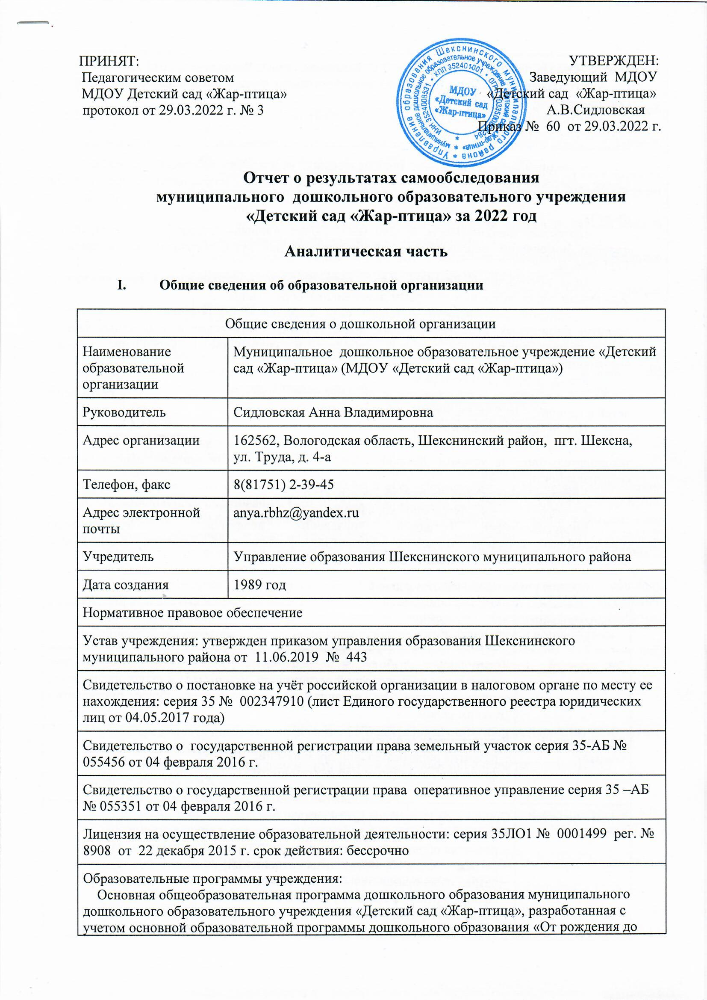 ПРИНЯТ:
Педагогическим советом
МДОУ Детский сад «Жар-птица»
протокол от 29.03.2022 г. № 3
УТВЕРЖДЕН:
Заведующий МДОУ
«Детский сад «Жар-птица»
А.В.Сидловская
Приказ № 60 от 29.03.2022 г.
Управление образования Шекснинского муниципального района *
муниципальное дошкольное образовательное учреждение «Детский сад «Жар-птица» *
ИНН 3524008531 • КПП 352401001 •
МДОУ
«Детский сад
«Жар-птица»
Отчет о результатах самообследования
муниципального дошкольного образовательного учреждения
«Детский сад «Жар-птица» за 2022 год
Аналитическая часть
I. Общие сведения об образовательной организации
Общие сведения о дошкольной организации
Наименование
образовательной
организации
Муниципальное дошкольное образовательное учреждение «Детский
сад «Жар-птица» (МДОУ «Детский сад «Жар-птица»)
Руководитель
Сидловская Анна Владимировна
Адрес организации
162562, Вологодская область, Шекснинский район, пгт. Шексна,
ул. Труда, д. 4-а
Телефон, факс
8(81751) 2-39-45
Адрес электронной
почты
anya.rbhz@yandex.ru
Учредитель
Управление образования Шекснинского муниципального района
Дата создания
1989 год
Нормативное правовое обеспечение
Устав учреждения: утвержден приказом управления образования Шекснинского
муниципального района от 11.06.2019 № 443
Свидетельство о постановке на учёт российской организации в налоговом органе по месту ее
нахождения: серия 35 № 002347910 (лист Единого государственного реестра юридических
лиц от 04.05.2017 года)
Свидетельство о государственной регистрации права земельный участок серия 35-АБ №
055456 от 04 февраля 2016 г.
Свидетельство о государственной регистрации права оперативное управление серия 35 –АБ
№ 055351 от 04 февраля 2016 г.
Лицензия на осуществление образовательной деятельности: серия 35ЛО1 № 0001499 рег. №
8908 от 22 декабря 2015 г. срок действия: бессрочно
Образовательные программы учреждения:
Основная общеобразовательная программа дошкольного образования муниципального
дошкольного образовательного учреждения «Детский сад «Жар-птица», разработанная с
учетом основной образовательной программы дошкольного образования «От рождения до